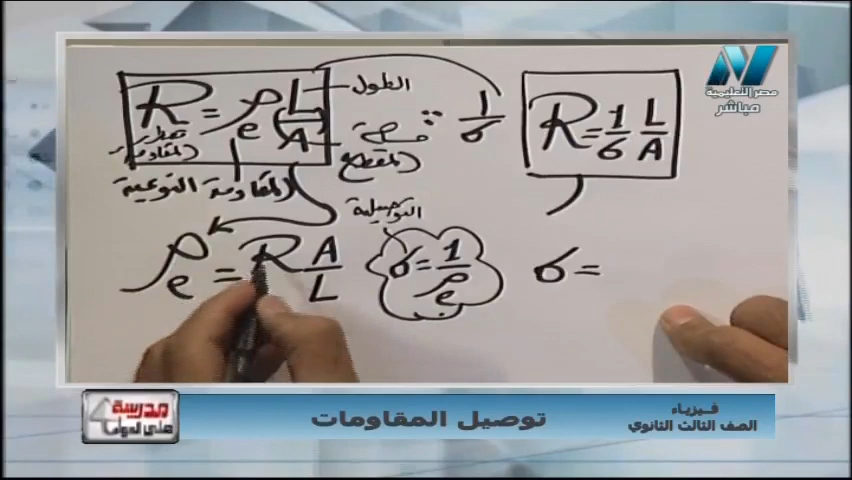 مصر التعليمية
مباشر
R = ρe L/A
الطول
مساحة المقطع
المقاومة النوعية
1/σ
R = 1/σ L/A
التوصيلية
ρe = R A/L
σ = 1/ρe
σ =
توصيل المقاومات
فيزياء
الصف الثالث الثانوي
مدرسة
على الهواء